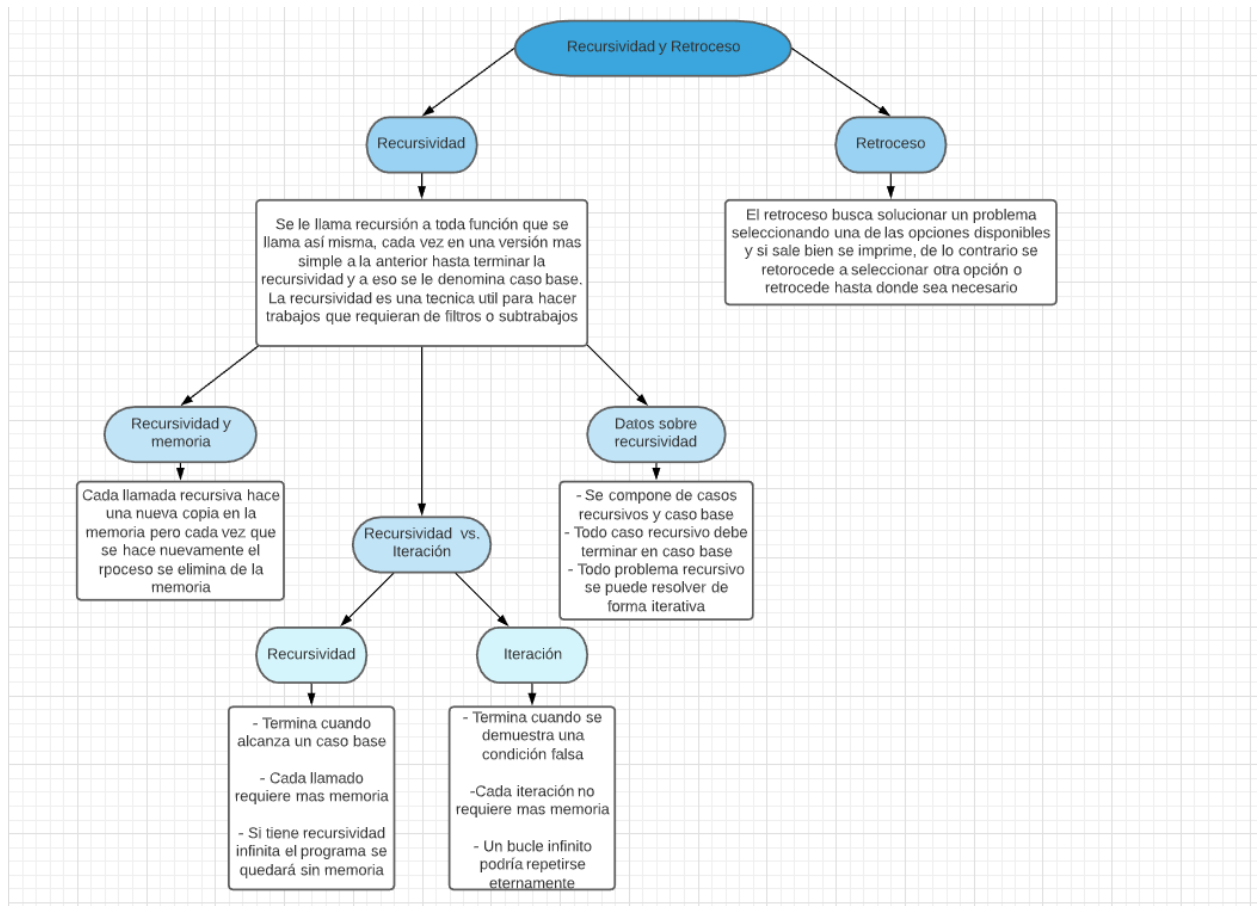 Recursividad y Retroceso
Recursividad
Retroceso
Se le llama recursión a toda función que se
llama así misma, cada vez en una versión mas
simple a la anterior hasta terminar la
recursividad y a eso se le denomina caso base.
La recursividad es una tecnica util para hacer
trabajos que requieran de filtros o subtrabajos
El retroceso busca solucionar un problema
seleccionando una de las opciones disponibles
y si sale bien se imprime, de lo contrario se
retorocede a seleccionar otra opción o
retrocede hasta donde sea necesario
Recursividad y
memoria
Cada llamada recursiva hace
una nueva copia en la
memoria pero cada vez que
se hace nuevamente el
rpoceso se elimina de la
memoria
Datos sobre
recursividad
- Se compone de casos
recursivos y caso base
- Todo caso recursivo debe
terminar en caso base
- Todo problema recursivo
se puede resolver de
forma iterativa
Recursividad vs.
Iteración
Recursividad
- Termina cuando
alcanza un caso base
- Cada llamado
requiere mas memoria
- Si tiene recursividad
infinita el programa se
quedará sin memoria
Iteración
- Termina cuando se
demuestra una
condición falsa
-Cada iteración no
requiere mas memoria
- Un bucle infinito
podría repetirse
eternamente